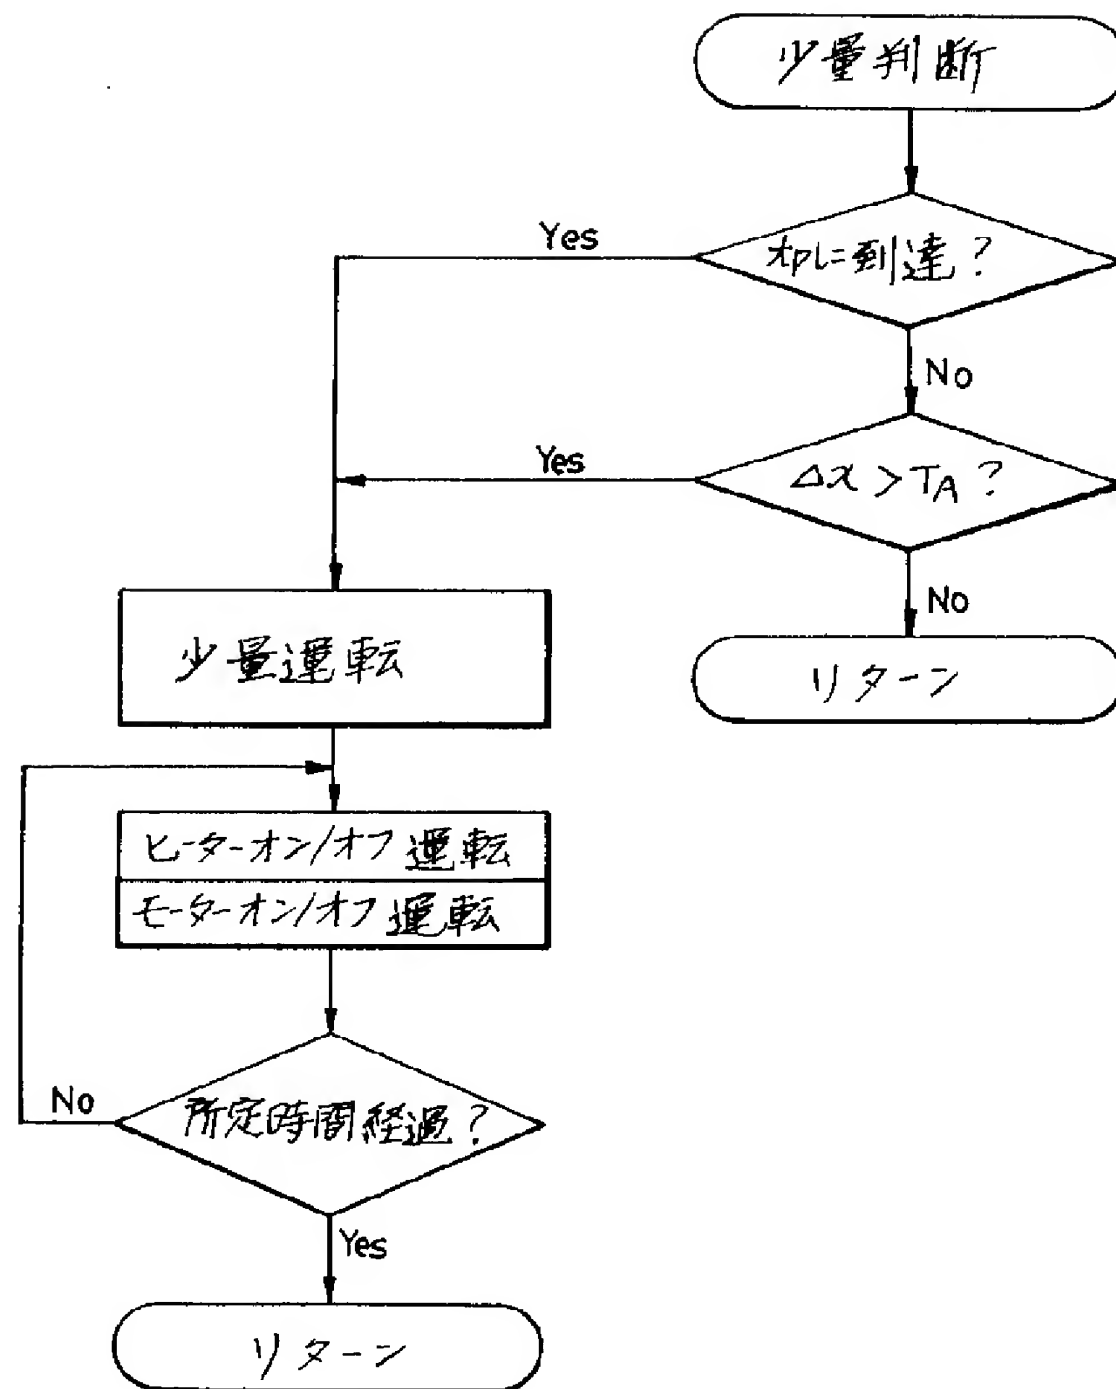 少量判断
Yes
xpに到達?
No
Yes
Δx>TA?
No
少量運転
リターン
ヒーターオン/オフ運転
モーターオン/オフ運転
No
所定時間経過?
Yes
リターン